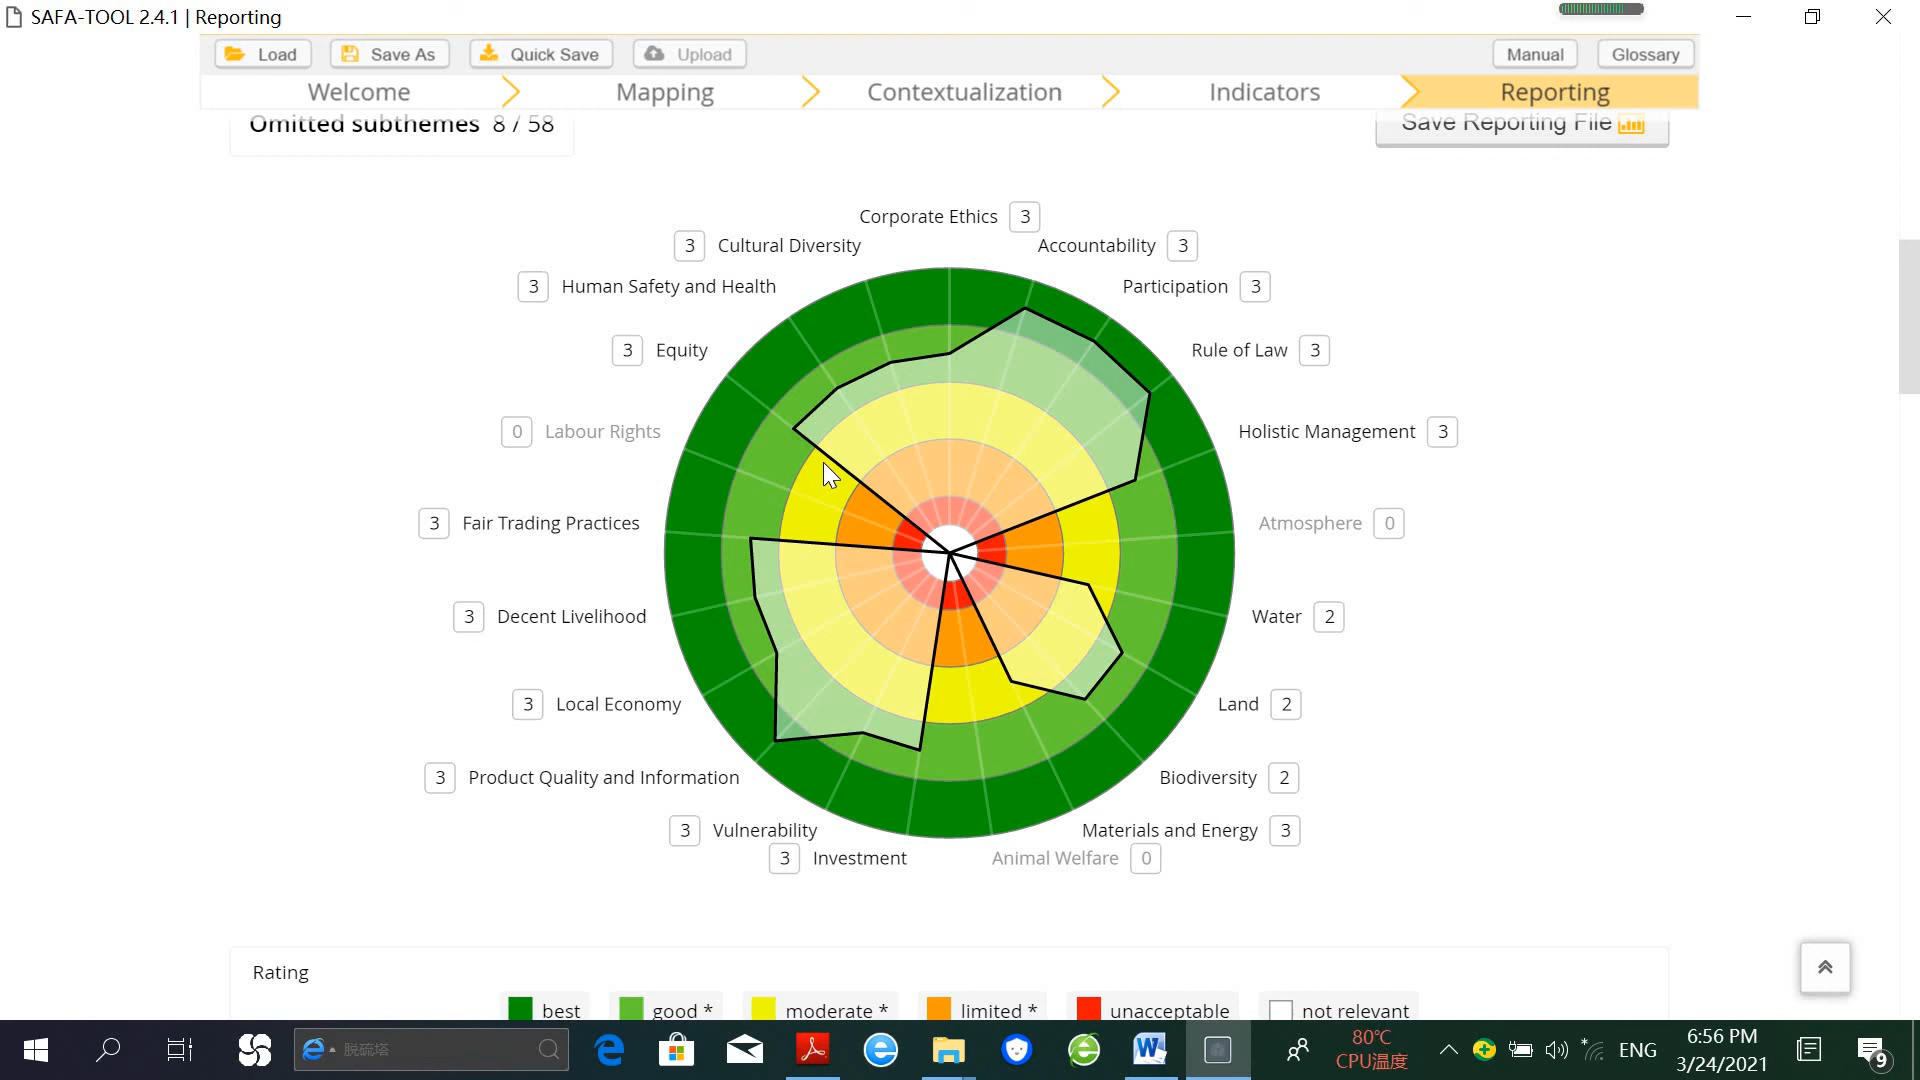 SAFA-TOOL 2.4.1 | Reporting
Load Save As Quick Save Upload Manual Glossary
Welcome Mapping Contextualization Indicators Reporting
Omitted subthemes 8 / 58
Save Reporting File
Corporate Ethics 3
3 Cultural Diversity
Accountability 3
3 Human Safety and Health
Participation 3
3 Equity
Rule of Law 3
0 Labour Rights
Holistic Management 3
3 Fair Trading Practices
Atmosphere 0
3 Decent Livelihood
Water 2
3 Local Economy
Land 2
3 Product Quality and Information
Biodiversity 2
3 Vulnerability
Materials and Energy 3
3 Investment
Animal Welfare 0
Rating
best good * moderate * limited * unacceptable not relevant
脱硫塔
80℃
CPU温度
ENG
6:56 PM
3/24/2021
9